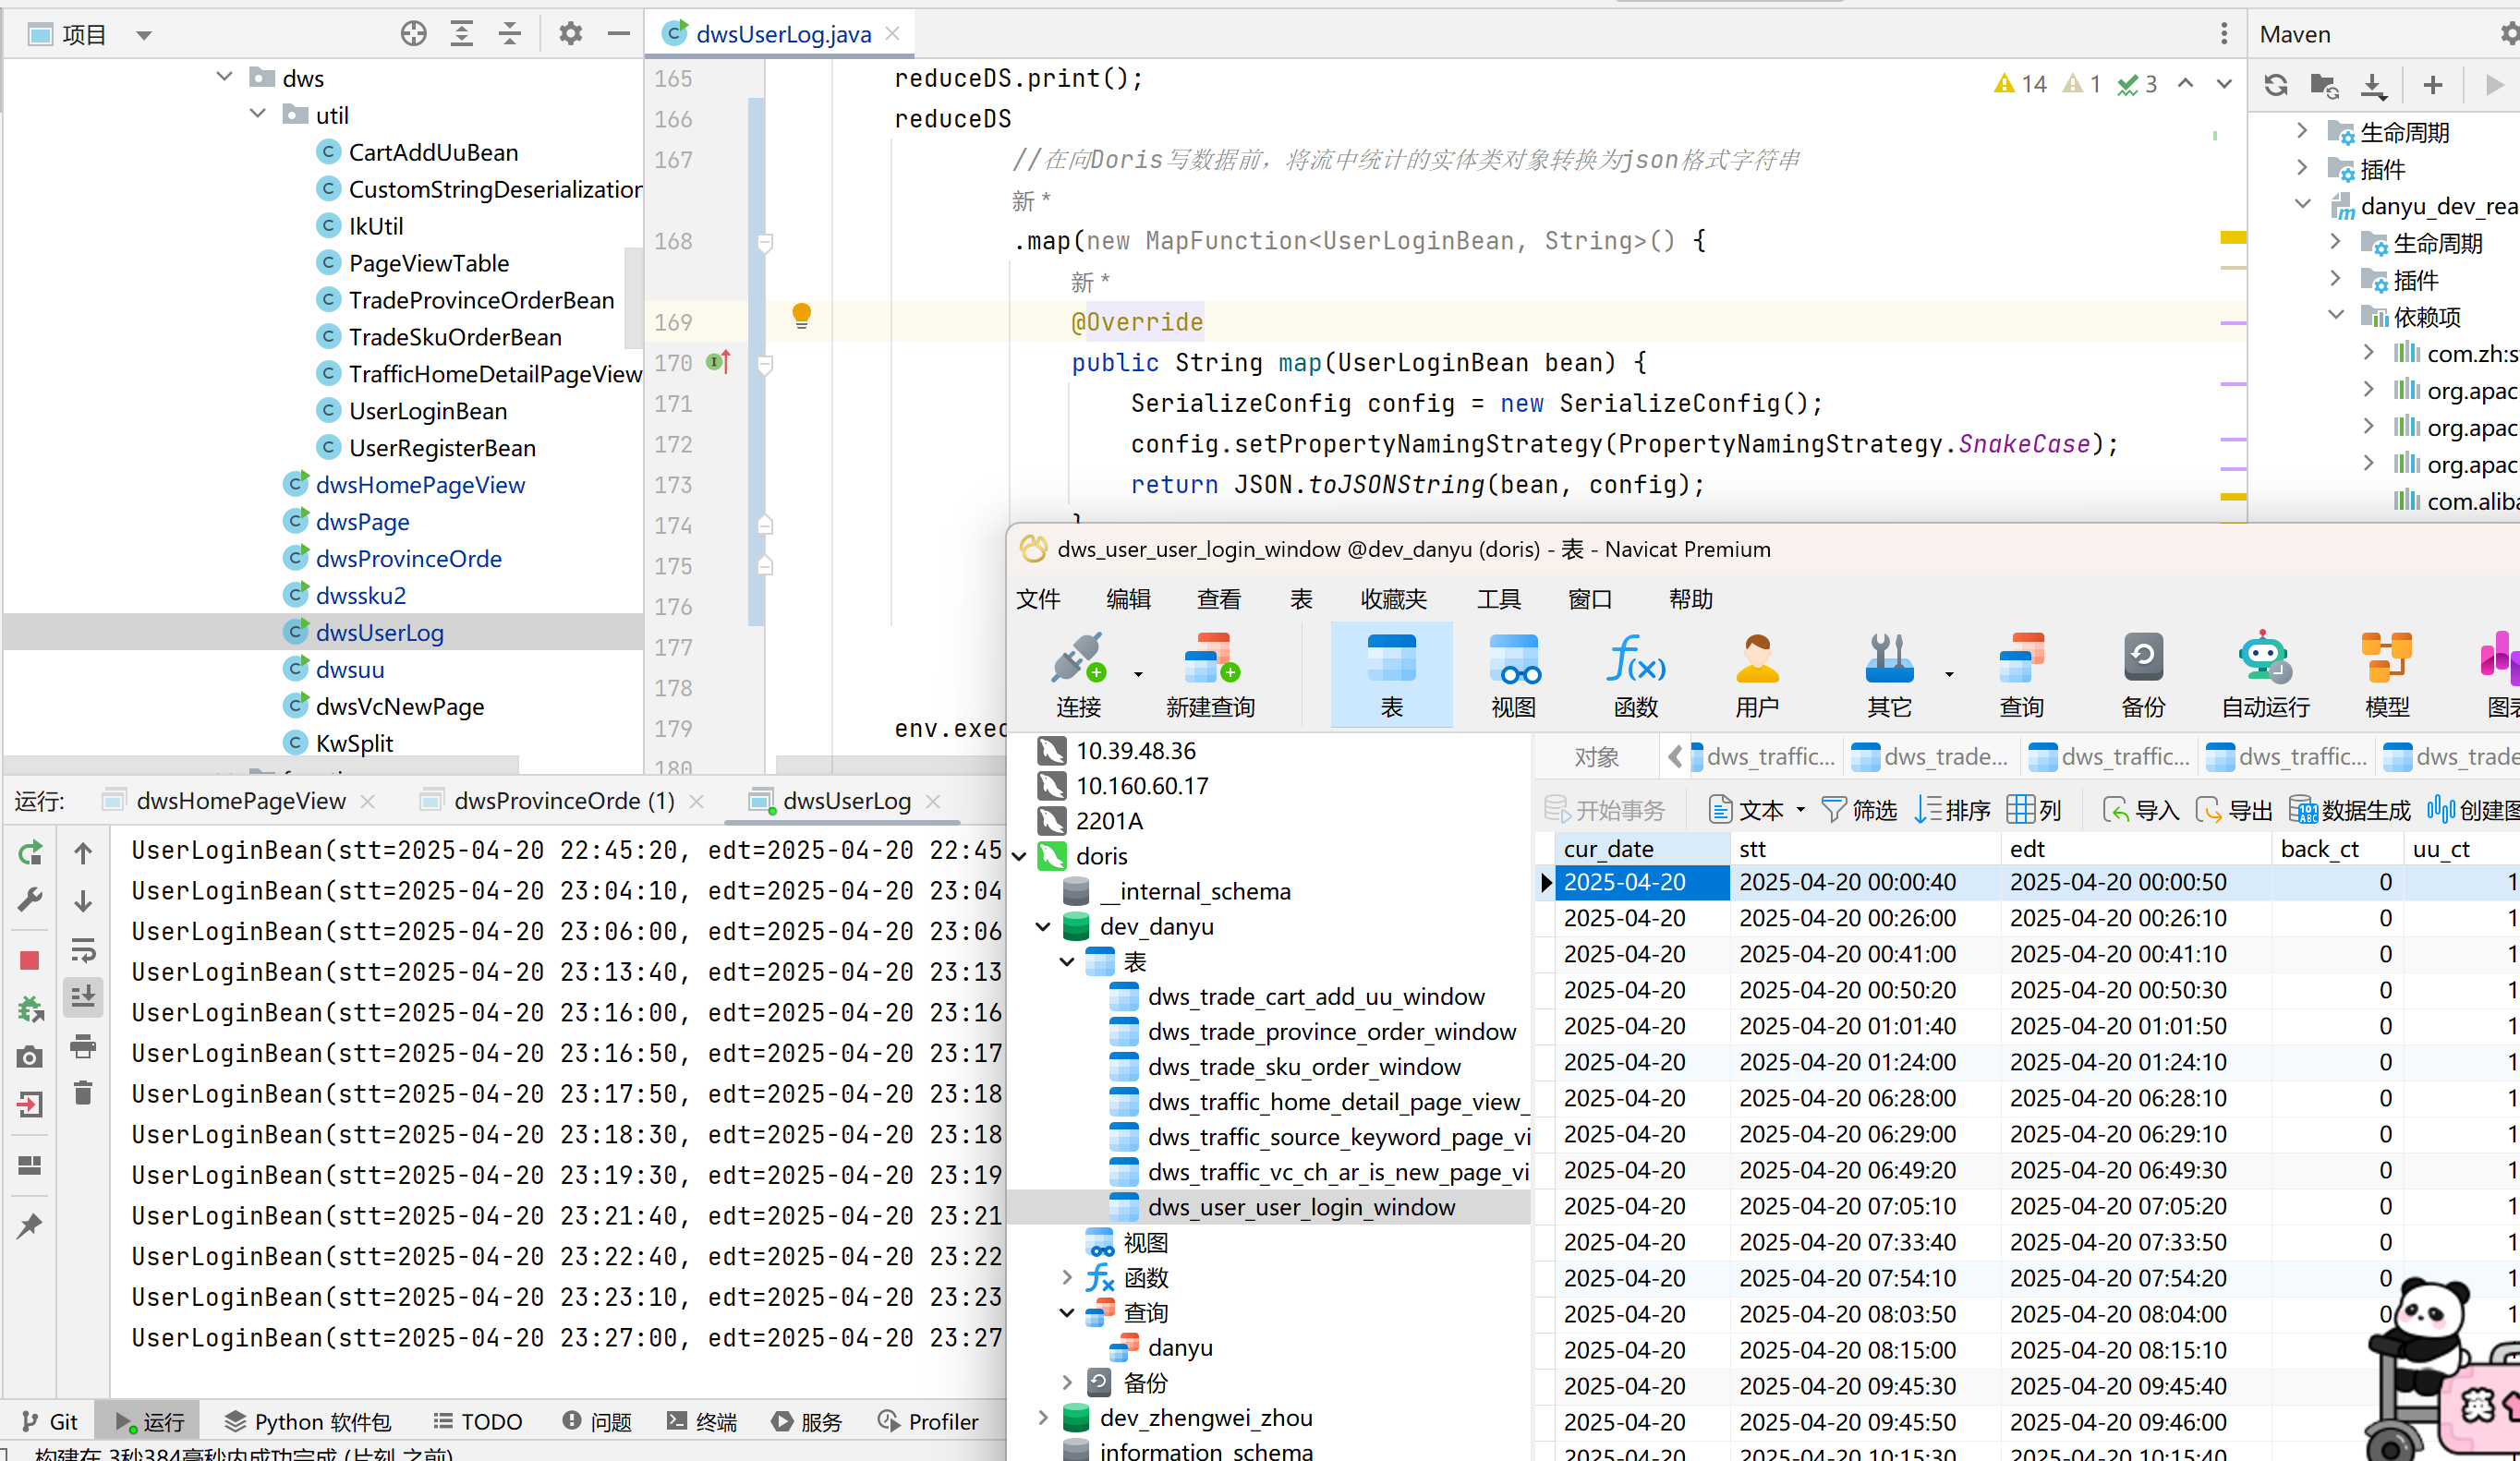 项目
dwsUserLog.java
Maven
dws
util
CartAddUuBean
CustomStringDeserialization
IkUtil
PageViewTable
TradeProvinceOrderBean
TradeSkuOrderBean
TrafficHomeDetailPageView
UserLoginBean
UserRegisterBean
dwsHomePageView
dwsPage
dwsProvinceOrde
dwssku2
dwsUserLog
dwsuu
dwsVcNewPage
KwSplit
14 1 3
165 reduceDS.print();
166 reduceDS
167 //在向Doris写数据前，将流中统计的实体类对象转换为json格式字符串
新 *
168 .map(new MapFunction<UserLoginBean, String>() {
新 *
169 @Override
170 public String map(UserLoginBean bean) {
171 SerializeConfig config = new SerializeConfig();
172 config.setPropertyNamingStrategy(PropertyNamingStrategy.SnakeCase);
173 return JSON.toJSONString(bean, config);
174 }
175
176
177
178
179 env.exec
180
生命周期
插件
danyu_dev_rea
生命周期
插件
依赖项
com.zh:s
org.apac
org.apac
org.apac
com.aliba
运行:
dwsHomePageView
dwsProvinceOrde (1)
dwsUserLog
UserLoginBean(stt=2025-04-20 22:45:20, edt=2025-04-20 22:45
UserLoginBean(stt=2025-04-20 23:04:10, edt=2025-04-20 23:04
UserLoginBean(stt=2025-04-20 23:06:00, edt=2025-04-20 23:06
UserLoginBean(stt=2025-04-20 23:13:40, edt=2025-04-20 23:13
UserLoginBean(stt=2025-04-20 23:16:00, edt=2025-04-20 23:16
UserLoginBean(stt=2025-04-20 23:16:50, edt=2025-04-20 23:17
UserLoginBean(stt=2025-04-20 23:17:50, edt=2025-04-20 23:18
UserLoginBean(stt=2025-04-20 23:18:30, edt=2025-04-20 23:18
UserLoginBean(stt=2025-04-20 23:19:30, edt=2025-04-20 23:19
UserLoginBean(stt=2025-04-20 23:21:40, edt=2025-04-20 23:21
UserLoginBean(stt=2025-04-20 23:22:40, edt=2025-04-20 23:22
UserLoginBean(stt=2025-04-20 23:23:10, edt=2025-04-20 23:23
UserLoginBean(stt=2025-04-20 23:27:00, edt=2025-04-20 23:27
Git 运行 Python 软件包 TODO 问题 终端 服务 Profiler
构建在 3秒384毫秒内成功完成 (片刻 之前)
dws_user_user_login_window @dev_danyu (doris) - 表 - Navicat Premium
文件 编辑 查看 表 收藏夹 工具 窗口 帮助
连接 新建查询 表 视图 函数 用户 其它 查询 备份 自动运行 模型 图表
10.39.48.36
10.160.60.17
2201A
doris
__internal_schema
dev_danyu
表
dws_trade_cart_add_uu_window
dws_trade_province_order_window
dws_trade_sku_order_window
dws_traffic_home_detail_page_view_
dws_traffic_source_keyword_page_vi
dws_traffic_vc_ch_ar_is_new_page_vi
dws_user_user_login_window
视图
函数
查询
danyu
备份
dev_zhengwei_zhou
information_schema
对象 dws_traffic... dws_trade... dws_traffic... dws_traffic... dws_trade
开始事务 文本 筛选 排序 列 导入 导出 数据生成 创建图
cur_date stt edt back_ct uu_ct
2025-04-20 2025-04-20 00:00:40 2025-04-20 00:00:50 0 1
2025-04-20 2025-04-20 00:26:00 2025-04-20 00:26:10 0 1
2025-04-20 2025-04-20 00:41:00 2025-04-20 00:41:10 0 1
2025-04-20 2025-04-20 00:50:20 2025-04-20 00:50:30 0 1
2025-04-20 2025-04-20 01:01:40 2025-04-20 01:01:50 0 1
2025-04-20 2025-04-20 01:24:00 2025-04-20 01:24:10 0 1
2025-04-20 2025-04-20 06:28:00 2025-04-20 06:28:10 0 1
2025-04-20 2025-04-20 06:29:00 2025-04-20 06:29:10 0 1
2025-04-20 2025-04-20 06:49:20 2025-04-20 06:49:30 0 1
2025-04-20 2025-04-20 07:05:10 2025-04-20 07:05:20 0 1
2025-04-20 2025-04-20 07:33:40 2025-04-20 07:33:50 0 1
2025-04-20 2025-04-20 07:54:10 2025-04-20 07:54:20 0 1
2025-04-20 2025-04-20 08:03:50 2025-04-20 08:04:00 0 1
2025-04-20 2025-04-20 08:15:00 2025-04-20 08:15:10
2025-04-20 2025-04-20 09:45:30 2025-04-20 09:45:40
2025-04-20 2025-04-20 09:45:50 2025-04-20 09:46:00
2025-04-20 2025-04-20 10:15:30 2025-04-20 10:15:40
英